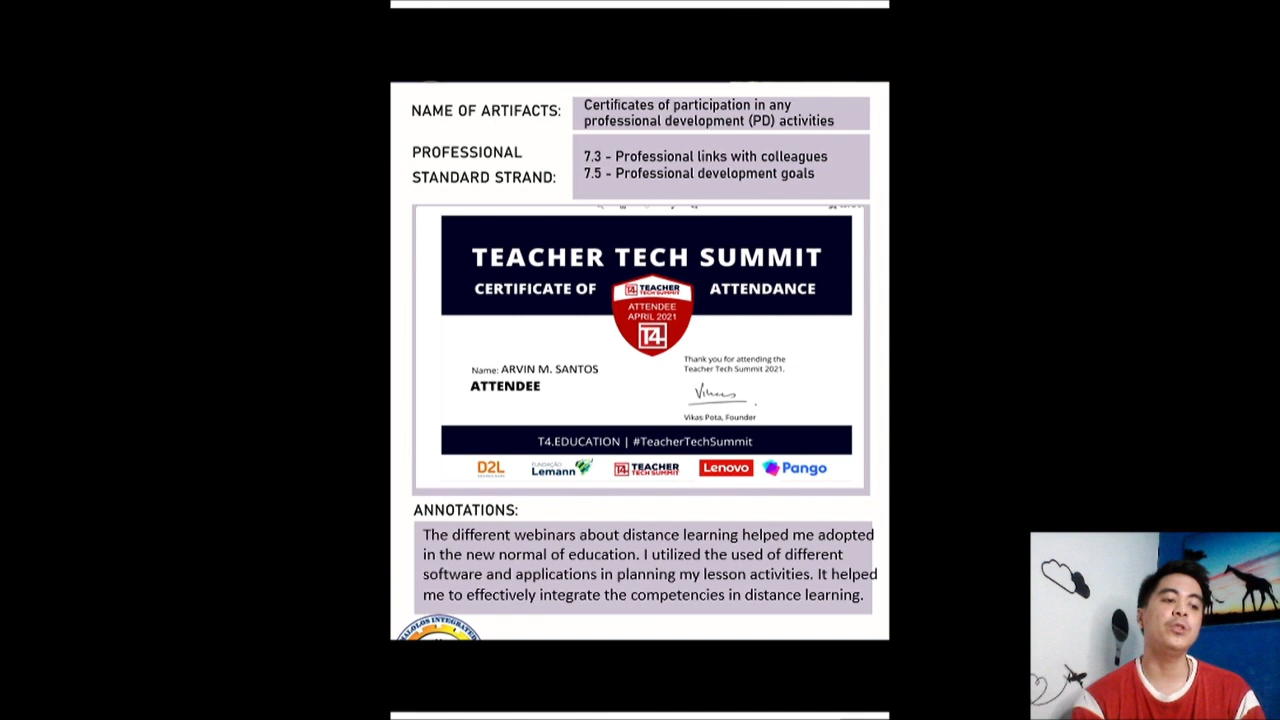 NAME OF ARTIFACTS:
Certificates of participation in any
professional development (PD) activities
PROFESSIONAL
STANDARD STRAND:
7.3 - Professional links with colleagues
7.5 - Professional development goals
TEACHER TECH SUMMIT
CERTIFICATE OF
ATTENDANCE
T4 TEACHER
TECH SUMMIT
ATTENDEE
APRIL 2021
T4
Name: ARVIN M. SANTOS
ATTENDEE
Thank you for attending the
Teacher Tech Summit 2021.
Vikas Pota, Founder
T4.EDUCATION | #TeacherTechSummit
D2L
FUNDAÇÃO
Lemann
T4 TEACHER
TECH SUMMIT
Lenovo
Pango
ANNOTATIONS:
The different webinars about distance learning helped me adopted
in the new normal of education. I utilized the used of different
software and applications in planning my lesson activities. It helped
me to effectively integrate the competencies in distance learning.
MALOLOS INTEGRATED